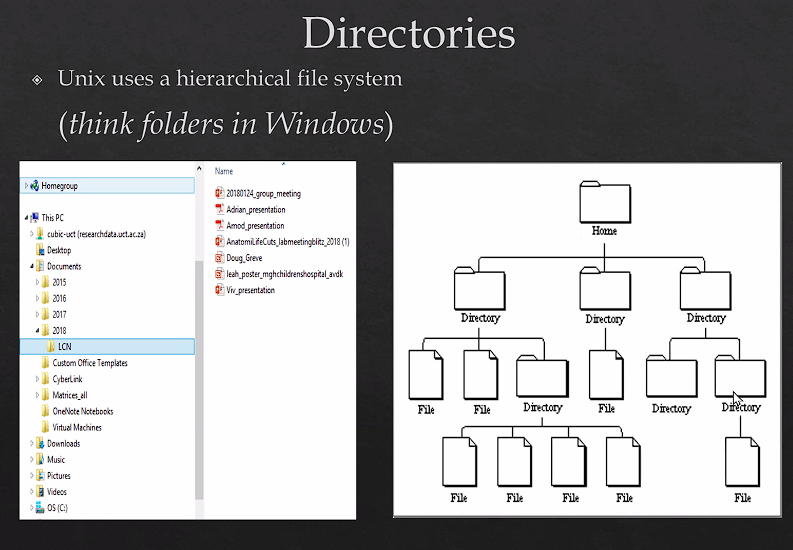 Directories
Unix uses a hierarchical file system
(think folders in Windows)
Homegroup
This PC
cubic-uct (researchdata.uct.ac.za)
Desktop
Documents
2015
2016
2017
2018
LCN
Custom Office Templates
CyberLink
Matrices_all
OneNote Notebooks
Virtual Machines
Downloads
Music
Pictures
Videos
OS (C:)
Name
20180124_group_meeting
Adrian_presentation
Amod_presentation
AnatomiLifeCuts_labmeetingblitz_2018 (1)
Doug_Greve
leah_poster_mghchildrenshospital_avdk
Viv_presentation
Home
Directory Directory Directory
File File Directory File Directory Directory
File File File File File